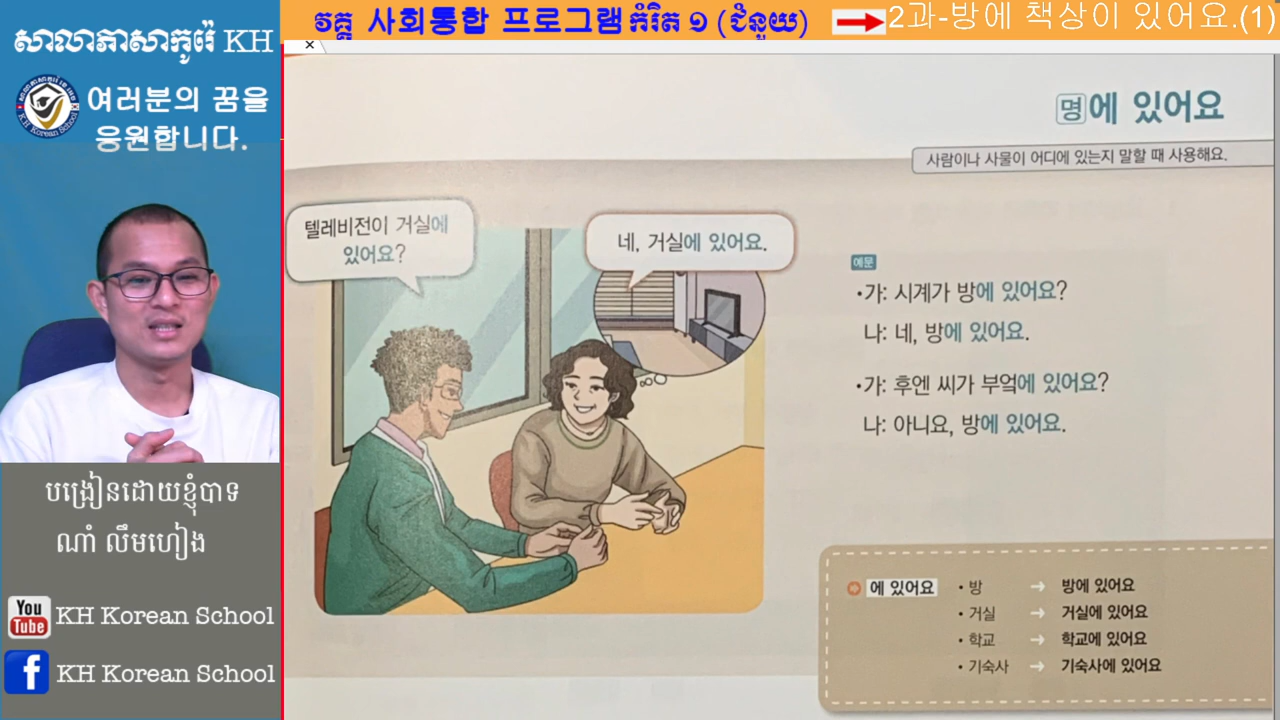 សាលាភាសាកូរ៉េ KH
여러분의 꿈을
응원합니다.
បង្រៀនដោយខ្ញុំបាទ
ណាំ លឹមហៀង
You
Tube
KH Korean School
f KH Korean School
វគ្គ 사회통합 프로그램 កំរិត ១ (ជំនួយ)
2과-방에 책상이 있어요.(1)
명에 있어요
사람이나 사물이 어디에 있는지 말할 때 사용해요.
텔레비전이 거실에
있어요?
네, 거실에 있어요.
예문
•가: 시계가 방에 있어요?
나: 네, 방에 있어요.
•가: 후엔 씨가 부엌에 있어요?
나: 아니요, 방에 있어요.
에 있어요 • 방 → 방에 있어요
• 거실 → 거실에 있어요
• 학교 → 학교에 있어요
• 기숙사 → 기숙사에 있어요